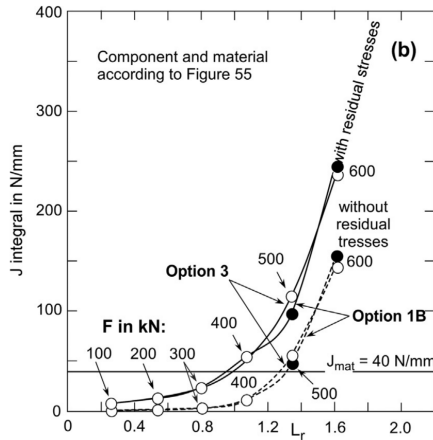 400
300
200
100
0
J integral in N/mm
Component and material
according to Figure 55
(b)
with residual stresses
600
without
residual
tresses
600
500
Option 3
Option 1B
F in kN:
100
200
300
400
400
500
J_mat = 40 N/mm
0
0.4
0.8
1.2
L_r
1.6
2.0